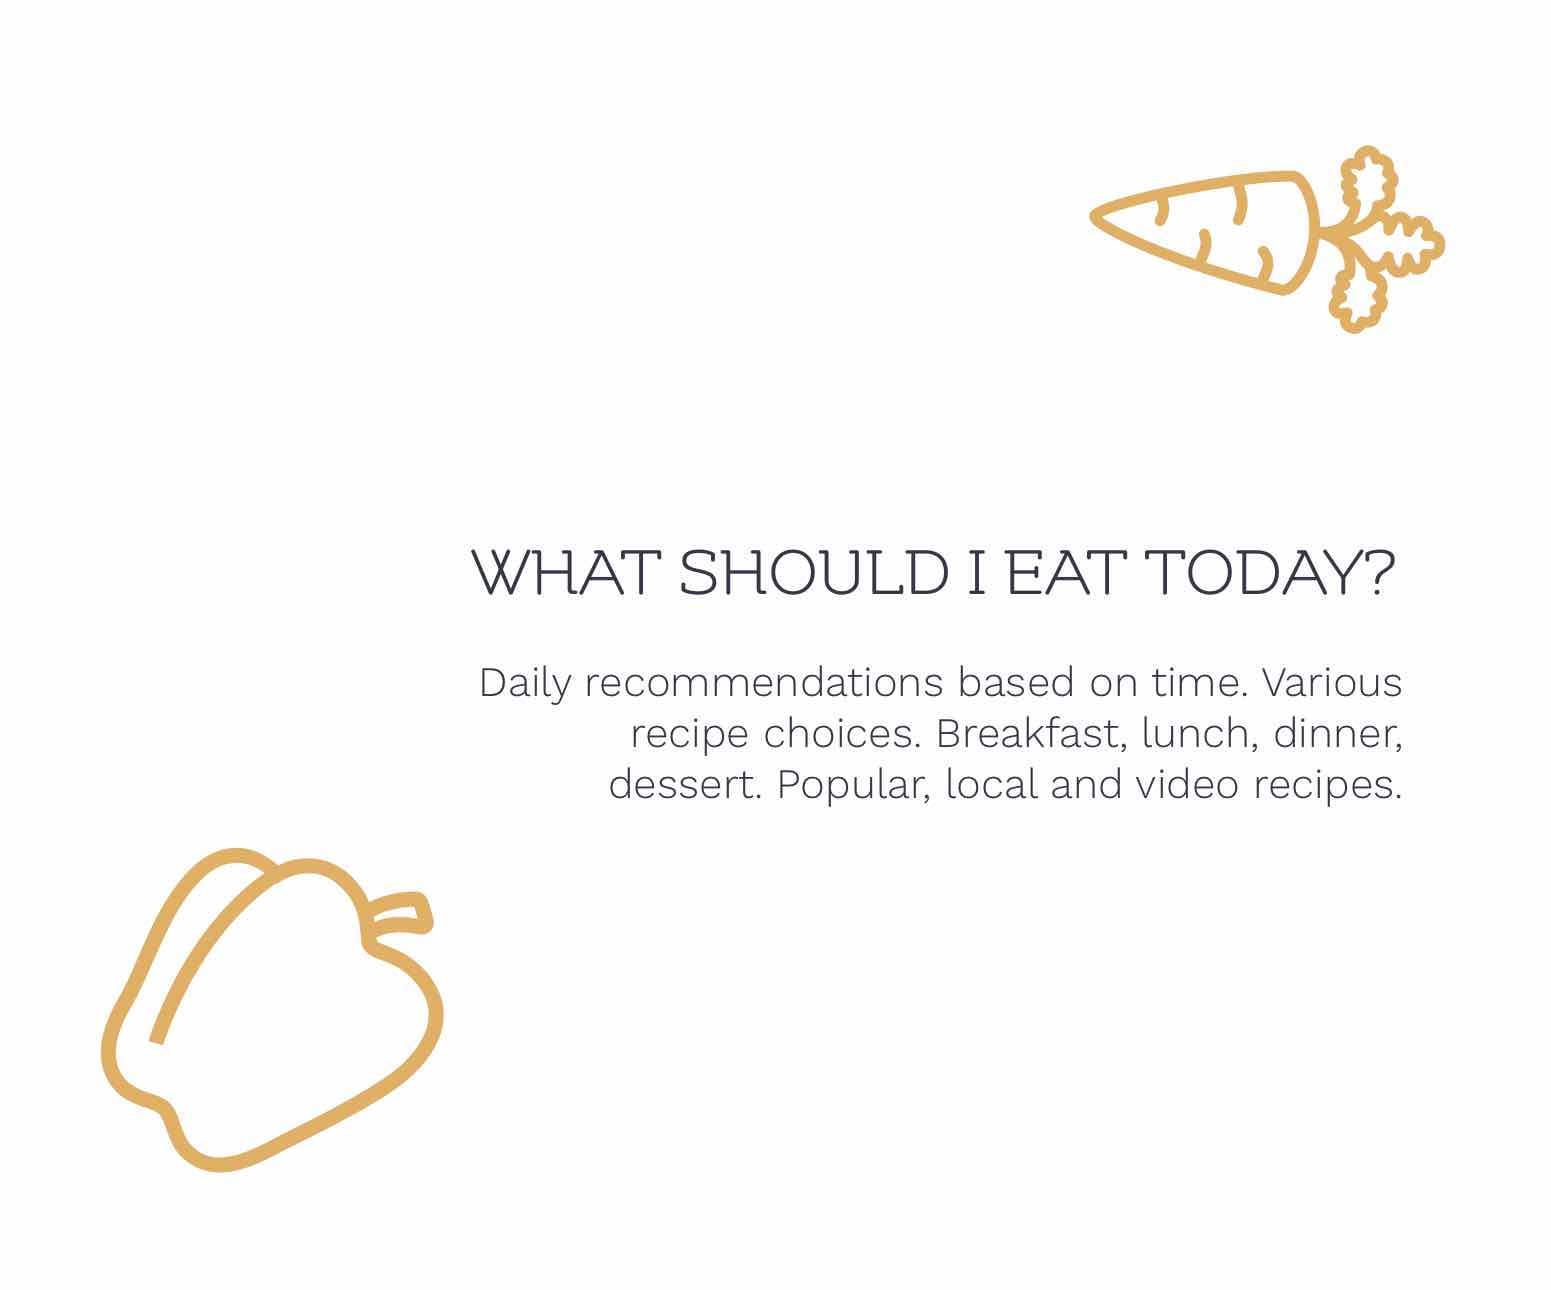 WHAT SHOULD I EAT TODAY?
Daily recommendations based on time. Various
recipe choices. Breakfast, lunch, dinner,
dessert. Popular, local and video recipes.